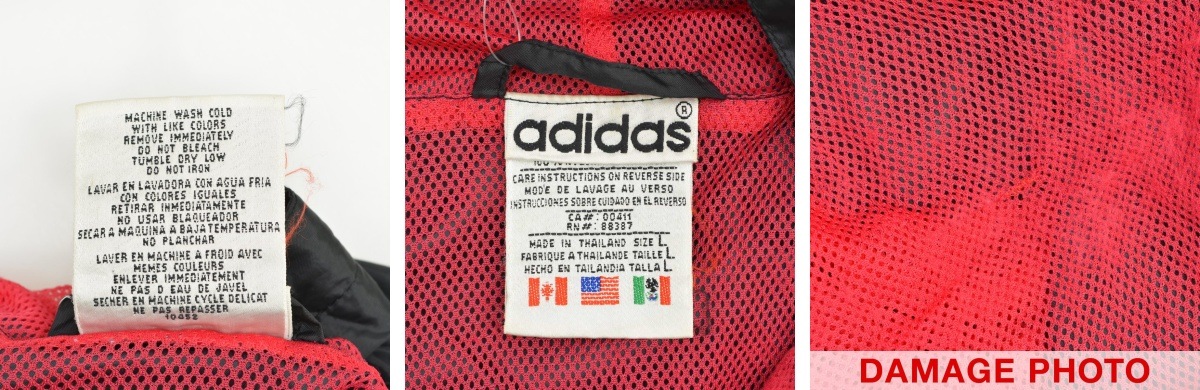 MACHINE WASH COLD
WITH LIKE COLORS
REMOVE IMMEDIATELY
DO NOT BLEACH
TUMBLE DRY LOW
DO NOT IRON
LAVAR EN LAVADORA CON AGUA FRIA
CON COLORES IGUALES
RETIRAR INMEDIATAMENTE
NO USAR BLAQUEADOR
SECAR A MAQUINA A BAJA TEMPERATURA
NO PLANCHAR
LAVER EN MACHINE A FROID AVEC
MEMES COULEURS
ENLEVER IMMEDIATEMENT
NE PAS D EAU DE JAVEL
SECHER EN MACHINE CYCLE DELICAT
NE PAS REPASSER
10452
adidas®
CARE INSTRUCTIONS ON REVERSE SIDE
MODE DE LAVAGE AU VERSO
INSTRUCCIONES SOBRE CUIDADO EN EL REVERSO
CA#: 00411
RN#: 88387
MADE IN THAILAND SIZE L
FABRIQUE A THAILANDE TAILLE L
HECHO EN TAILANDIA TALLA L
DAMAGE PHOTO